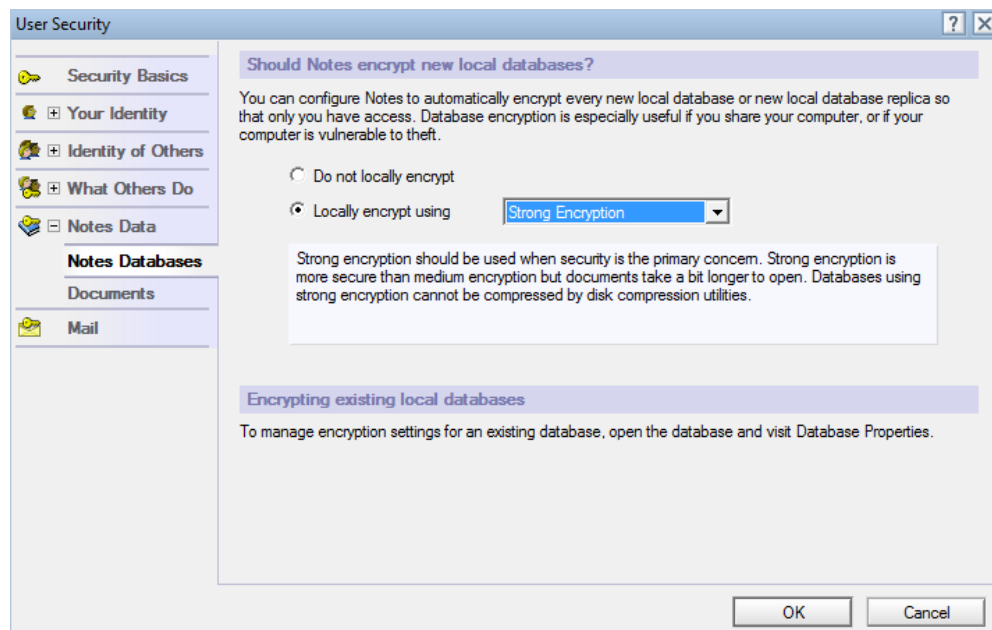 User Security
Security Basics
Your Identity
Identity of Others
What Others Do
Notes Data
Notes Databases
Documents
Mail
Should Notes encrypt new local databases?
You can configure Notes to automatically encrypt every new local database or new local database replica so
that only you have access. Database encryption is especially useful if you share your computer, or if your
computer is vulnerable to theft.
Do not locally encrypt
Locally encrypt using Strong Encryption
Strong encryption should be used when security is the primary concern. Strong encryption is
more secure than medium encryption but documents take a bit longer to open. Databases using
strong encryption cannot be compressed by disk compression utilities.
Encrypting existing local databases
To manage encryption settings for an existing database, open the database and visit Database Properties.
OK Cancel